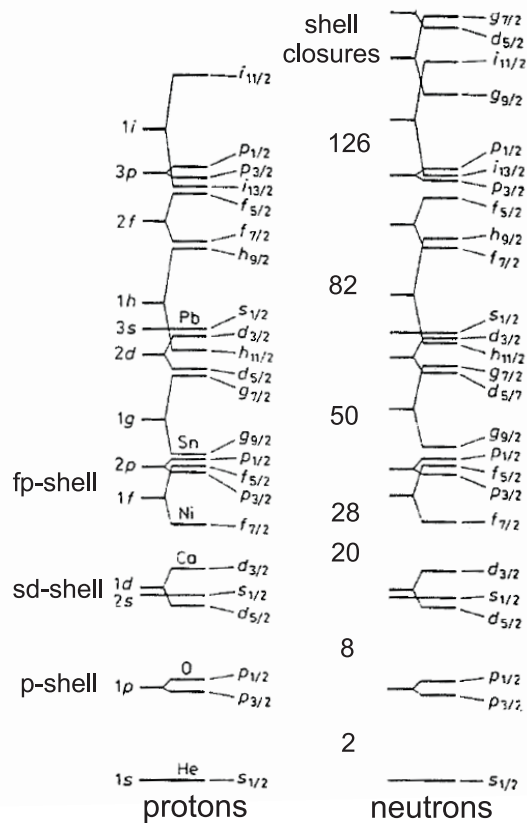 shell
closures
g7/2
d5/2
i11/2
g9/2
i11/2
126
1i
p1/2
p3/2
i13/2
3p
p1/2
i13/2
p3/2
f5/2
2f
f7/2
h9/2
f5/2
h9/2
f7/2
82
1h
Pb
s1/2
3s
d3/2
2d
h11/2
d5/2
g7/2
s1/2
d3/2
h11/2
g7/2
d5/7
50
1g
Sn
g9/2
p1/2
2p
f5/2
p3/2
g9/2
p1/2
f5/2
p3/2
fp-shell
1f
Ni
f7/2
28
f7/2
20
Ca
d3/2
sd-shell
1d
2s
s1/2
d5/2
d3/2
s1/2
d5/2
8
O
p1/2
p-shell
1p
p3/2
p1/2
p3/2
2
He
1s
s1/2
s1/2
protons
neutrons